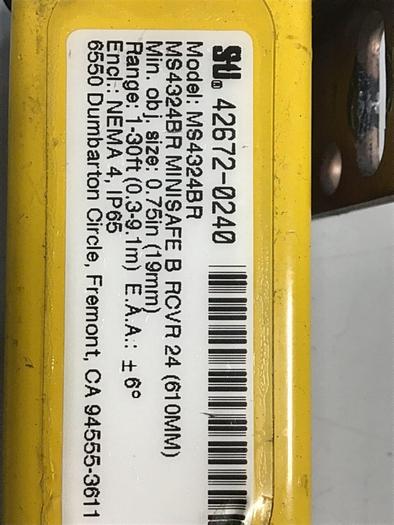 STI. 42672-0240
Model: MS4324BR
MS4324BR MINISAFE B RCVR 24 (610MM)
Min. obj. size: 0.75in (19mm)
Range: 1-30ft (0.3-9.1m) E.A.A.: ± 6°
Encl.: NEMA 4, IP65
6550 Dumbarton Circle, Fremont, CA 94555-3611